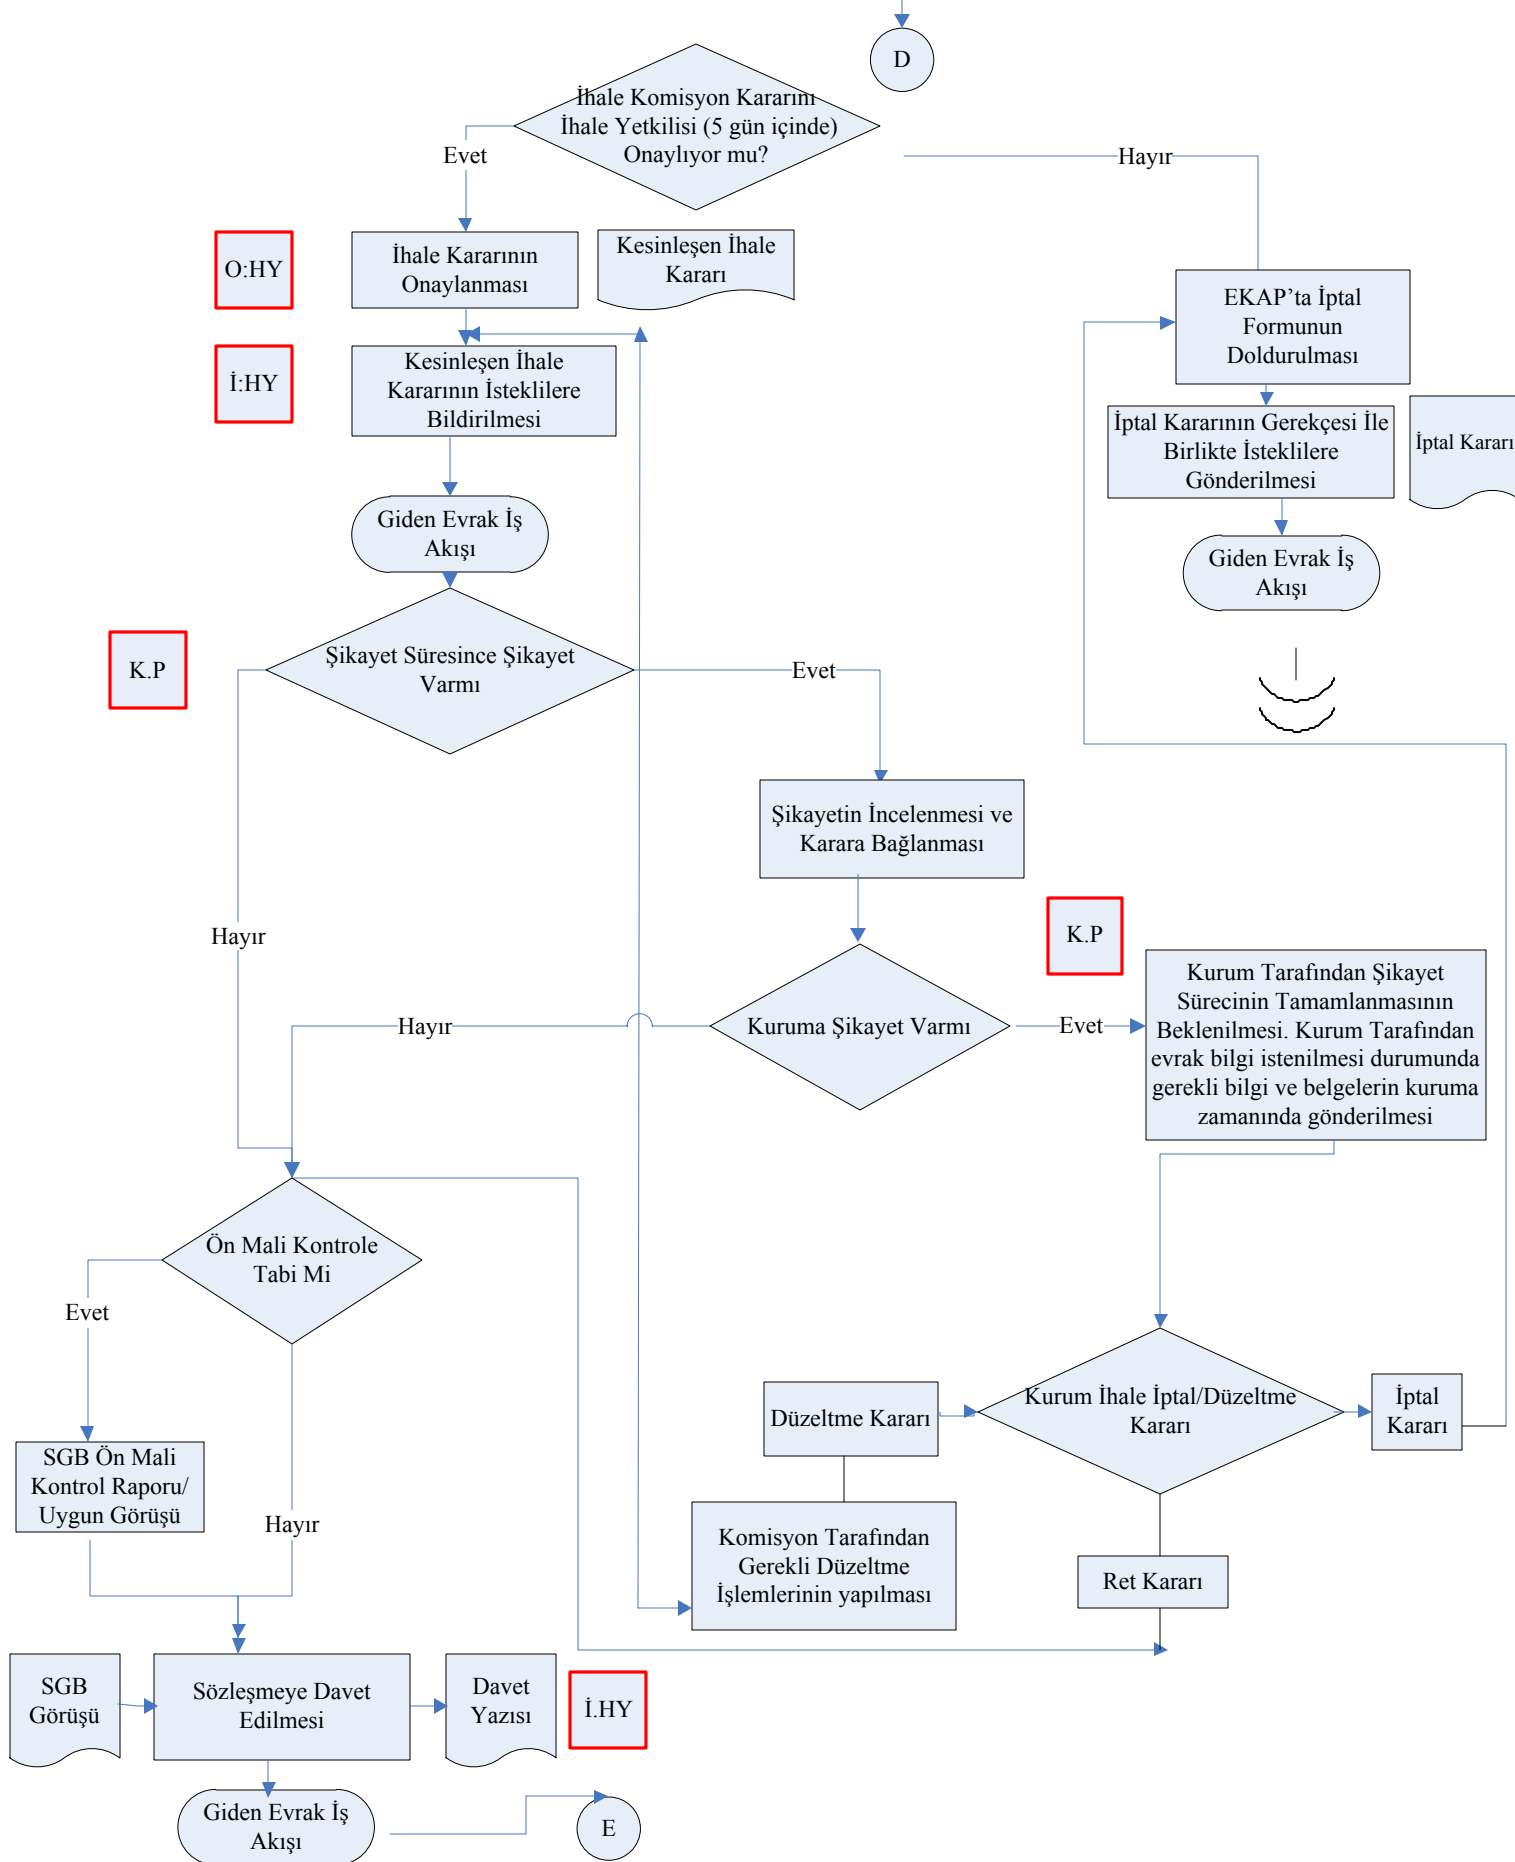 D
İhale Komisyon Kararını
İhale Yetkilisi (5 gün içinde)
Onaylıyor mu?
Evet
Hayır
O:HY
İhale Kararının
Onaylanması
Kesinleşen İhale
Kararı
EKAP’ta İptal
Formunun
Doldurulması
İ:HY
Kesinleşen İhale
Kararının İsteklilere
Bildirilmesi
İptal Kararının Gerekçesi İle
Birlikte İsteklilere
Gönderilmesi
İptal Kararı
Giden Evrak İş
Akışı
Giden Evrak İş
Akışı
K.P
Şikayet Süresince Şikayet
Varmı
Evet
Şikayetin İncelenmesi ve
Karara Bağlanması
Hayır
K.P
Kurum Tarafından Şikayet
Sürecinin Tamamlanmasının
Beklenilmesi. Kurum Tarafından
evrak bilgi istenilmesi durumunda
gerekli bilgi ve belgelerin kuruma
zamanında gönderilmesi
Hayır
Kuruma Şikayet Varmı
Evet
Ön Mali Kontrole
Tabi Mi
Evet
Düzeltme Kararı
Kurum İhale İptal/Düzeltme
Kararı
İptal
Kararı
SGB Ön Mali
Kontrol Raporu/
Uygun Görüşü
Hayır
Komisyon Tarafından
Gerekli Düzeltme
İşlemlerinin yapılması
Ret Kararı
SGB
Görüşü
Sözleşmeye Davet
Edilmesi
Davet
Yazısı
İ.HY
Giden Evrak İş
Akışı
E